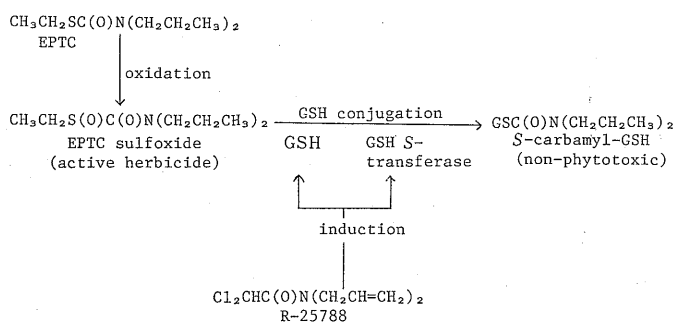 CH₃CH₂SC(O)N(CH₂CH₂CH₃)₂
EPTC
oxidation
CH₃CH₂S(O)C(O)N(CH₂CH₂CH₃)₂
EPTC sulfoxide
(active herbicide)
GSH conjugation
GSH
GSH S-
transferase
GSC(O)N(CH₂CH₂CH₃)₂
S-carbamyl-GSH
(non-phytotoxic)
induction
Cl₂CHC(O)N(CH₂CH=CH₂)₂
R-25788